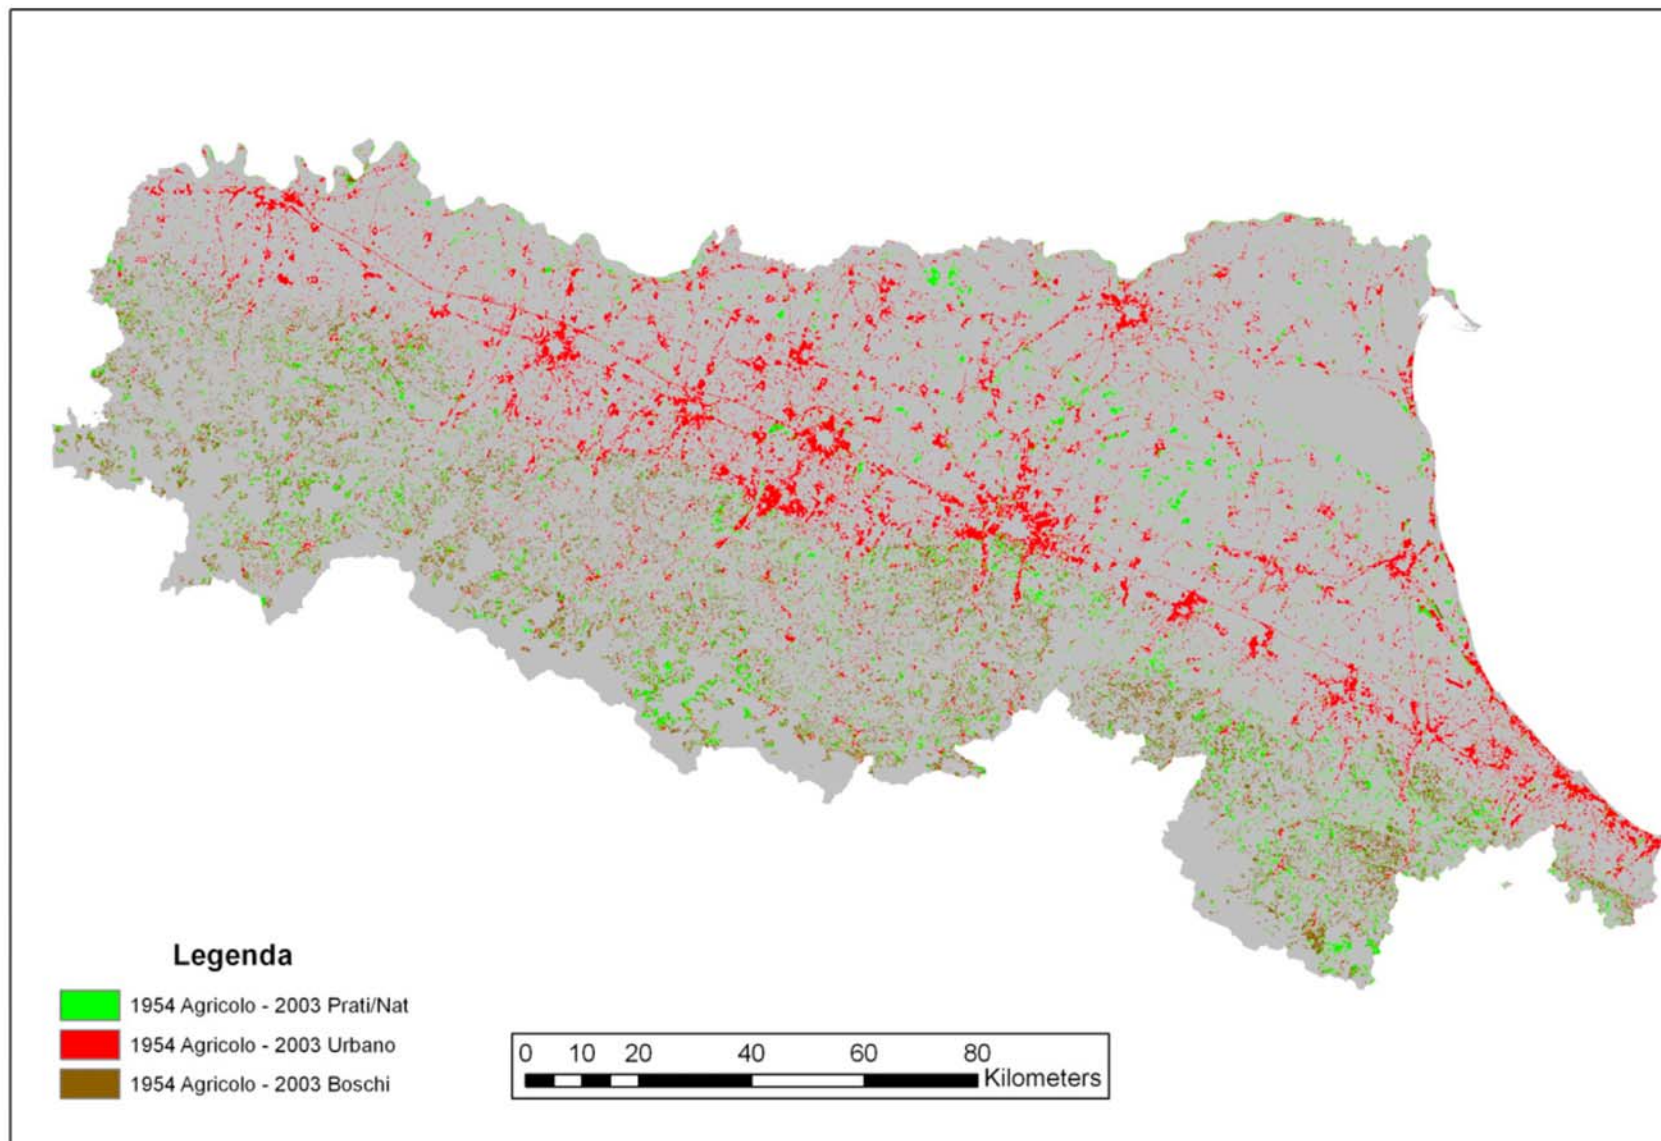 Legenda
1954 Agricolo - 2003 Prati/Nat
1954 Agricolo - 2003 Urbano
1954 Agricolo - 2003 Boschi
0 10 20 40 60 80
Kilometers